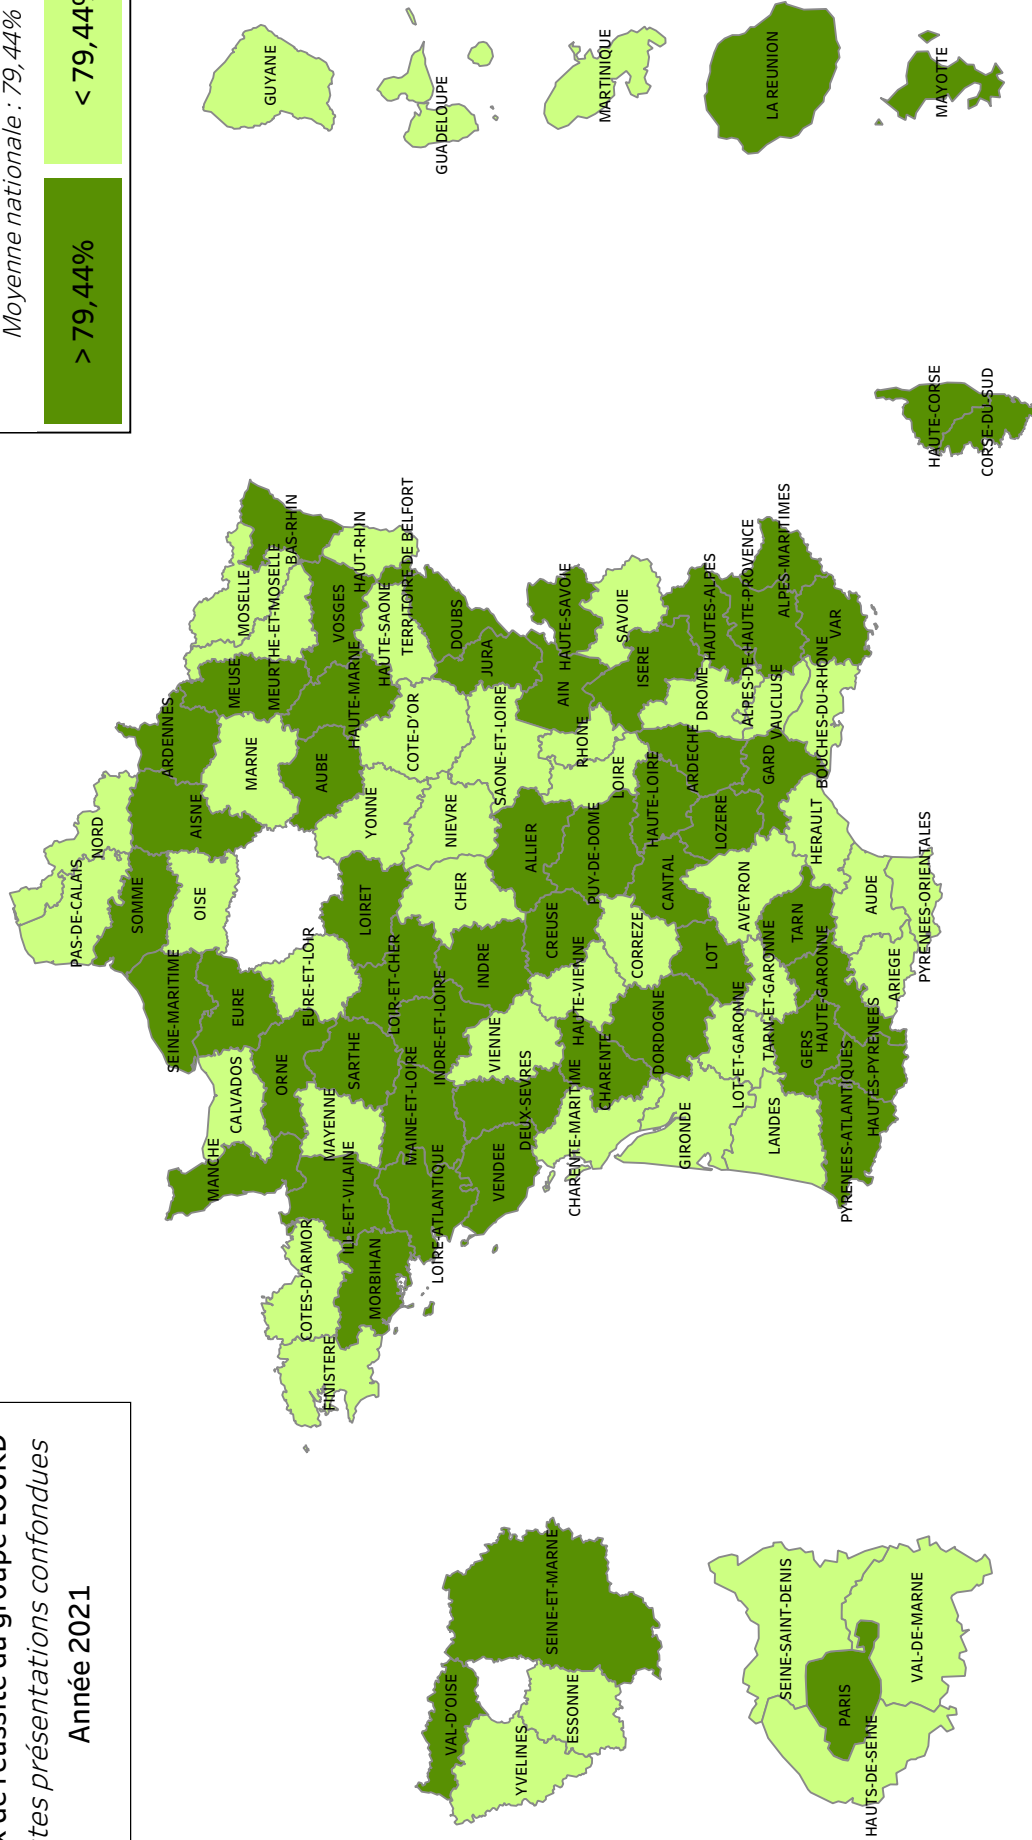 de réussite du groupe LOURD
présentations confondues
Année 2021
Moyenne nationale : 79,44%
> 79,44%
< 79,44%
PAS-DE-CALAIS
NORD
SOMME
SEINE-MARITIME
OISE
AISNE
ARDENNES
MANCHE
CALVADOS
EURE
MARNE
MEUSE
MOSELLE
MEURTHE-ET-MOSELLE
BAS-RHIN
FINISTERE
COTES-D'ARMOR
ILLE-ET-VILAINE
MAYENNE
ORNE
EURE-ET-LOIR
AUBE
HAUTE-MARNE
VOSGES
HAUT-RHIN
MORBIHAN
SARTHE
LOIRET
YONNE
HAUTE-SAONE
TERRITOIRE DE BELFORT
LOIRE-ATLANTIQUE
MAINE-ET-LOIRE
INDRE-ET-LOIRE
LOIR-ET-CHER
CHER
NIEVRE
COTE-D'OR
DOUBS
JURA
VENDEE
DEUX-SEVRES
VIENNE
INDRE
ALLIER
SAONE-ET-LOIRE
AIN
HAUTE-SAVOIE
CHARENTE-MARITIME
CHARENTE
HAUTE-VIENNE
CREUSE
PUY-DE-DOME
LOIRE
RHONE
ISERE
SAVOIE
GIRONDE
DORDOGNE
CORREZE
CANTAL
HAUTE-LOIRE
ARDECHE
DROME
HAUTES-ALPES
LANDES
LOT-ET-GARONNE
LOT
TARN-ET-GARONNE
AVEYRON
LOZERE
GARD
VAUCLUSE
ALPES-DE-HAUTE-PROVENCE
ALPES-MARITIMES
PYRENEES-ATLANTIQUES
GERS
HAUTES-PYRENEES
HAUTE-GARONNE
TARN
HERAULT
BOUCHES-DU-RHONE
VAR
ARIEGE
AUDE
PYRENEES-ORIENTALES
HAUTE-CORSE
CORSE-DU-SUD
GUYANE
GUADELOUPE
MARTINIQUE
LA REUNION
MAYOTTE
VAL-D'OISE
YVELINES
ESSONNE
SEINE-ET-MARNE
SEINE-SAINT-DENIS
PARIS
HAUTS-DE-SEINE
VAL-DE-MARNE